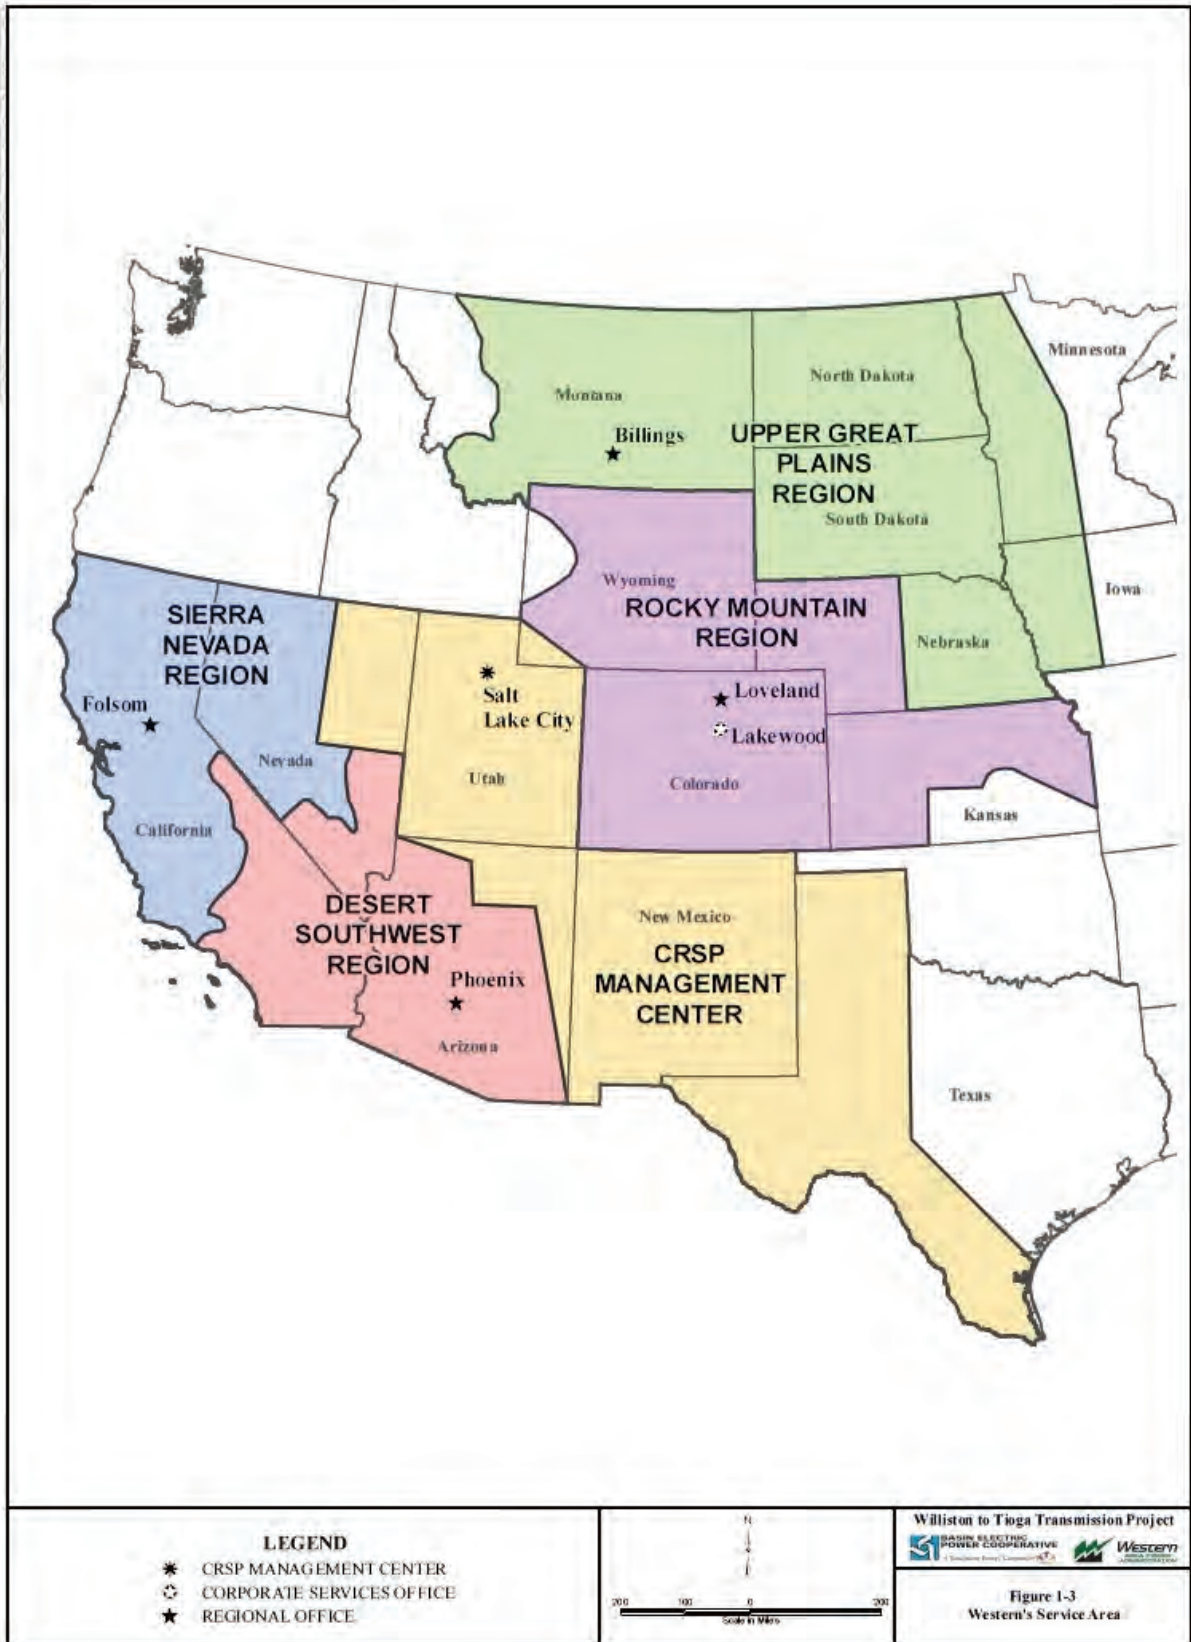 Minnesota
North Dakota
Montana
Billings
UPPER GREAT
PLAINS
REGION
South Dakota
Wyoming
Iowa
ROCKY MOUNTAIN
REGION
SIERRA
NEVADA
REGION
Nebraska
Salt
Lake City
Loveland
Folsom
Lakewood
Nevada
Utah
Colorado
Kansas
California
DESERT
SOUTHWEST
REGION
New Mexico
CRSP
MANAGEMENT
CENTER
Phoenix
Arizona
Texas
LEGEND
CRSP MANAGEMENT CENTER
CORPORATE SERVICES OFFICE
REGIONAL OFFICE
N
200 100 0 200
Scale in Miles
Williston to Tioga Transmission Project
BASIN ELECTRIC
POWER COOPERATIVE
Western
Figure 1-3
Western's Service Area